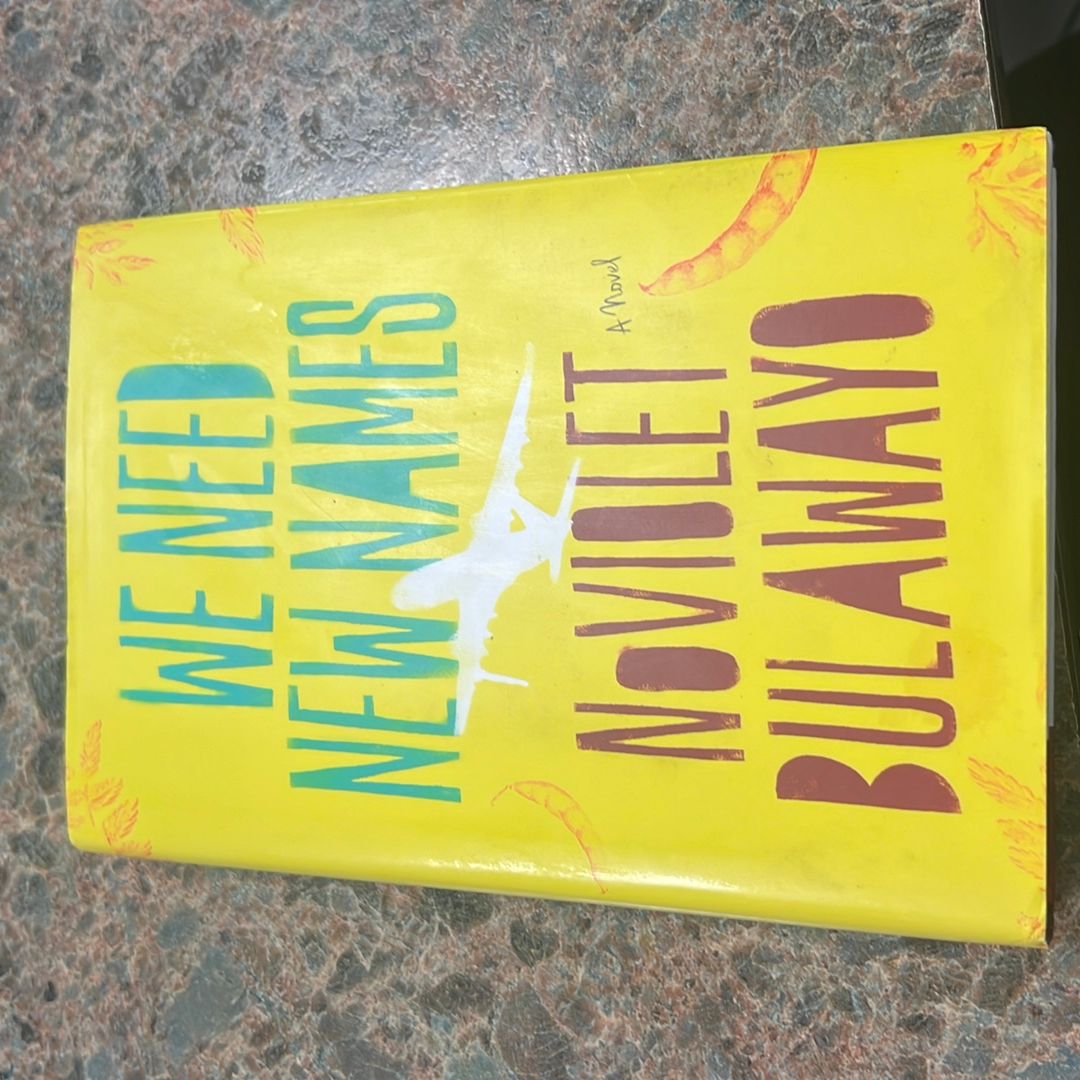 WE NEED
NEW NAMES
A Novel
NOVIOLET
BULAWAYO